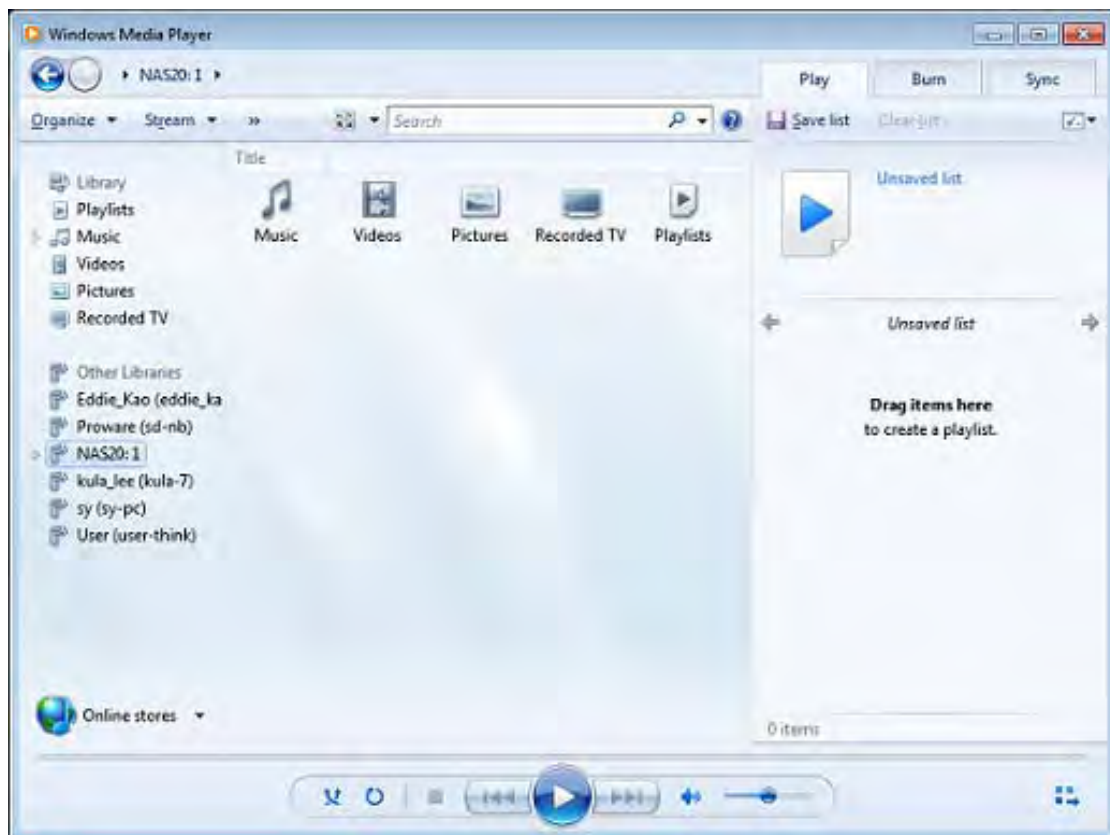 Windows Media Player
NAS20: 1
Play Burn Sync
Organize Stream » Search Save list Clear list
Title
Library
Playlists
Music
Videos
Pictures
Recorded TV
Other Libraries
Eddie_Kao (eddie_ka
Proware (sd-nb)
NAS20: 1
kula_lee (kula-7)
sy (sy-pc)
User (user-think)
Online stores
Music Videos Pictures Recorded TV Playlists
Unsaved list
Unsaved list
Drag items here
to create a playlist.
0 items